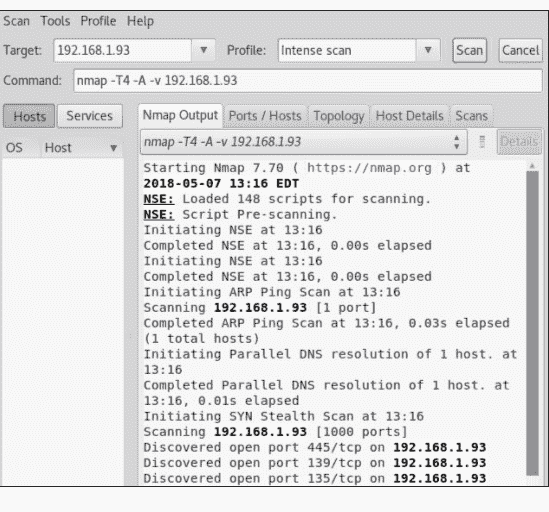 Scan Tools Profile Help
Target: 192.168.1.93 Profile: Intense scan Scan Cancel
Command: nmap -T4 -A -v 192.168.1.93
Hosts Services Nmap Output Ports / Hosts Topology Host Details Scans
OS Host nmap -T4 -A -v 192.168.1.93 Details
Starting Nmap 7.70 ( https://nmap.org ) at
2018-05-07 13:16 EDT
NSE: Loaded 148 scripts for scanning.
NSE: Script Pre-scanning.
Initiating NSE at 13:16
Completed NSE at 13:16, 0.00s elapsed
Initiating NSE at 13:16
Completed NSE at 13:16, 0.00s elapsed
Initiating ARP Ping Scan at 13:16
Scanning 192.168.1.93 [1 port]
Completed ARP Ping Scan at 13:16, 0.03s elapsed
(1 total hosts)
Initiating Parallel DNS resolution of 1 host. at
13:16
Completed Parallel DNS resolution of 1 host. at
13:16, 0.01s elapsed
Initiating SYN Stealth Scan at 13:16
Scanning 192.168.1.93 [1000 ports]
Discovered open port 445/tcp on 192.168.1.93
Discovered open port 139/tcp on 192.168.1.93
Discovered open port 135/tcp on 192.168.1.93